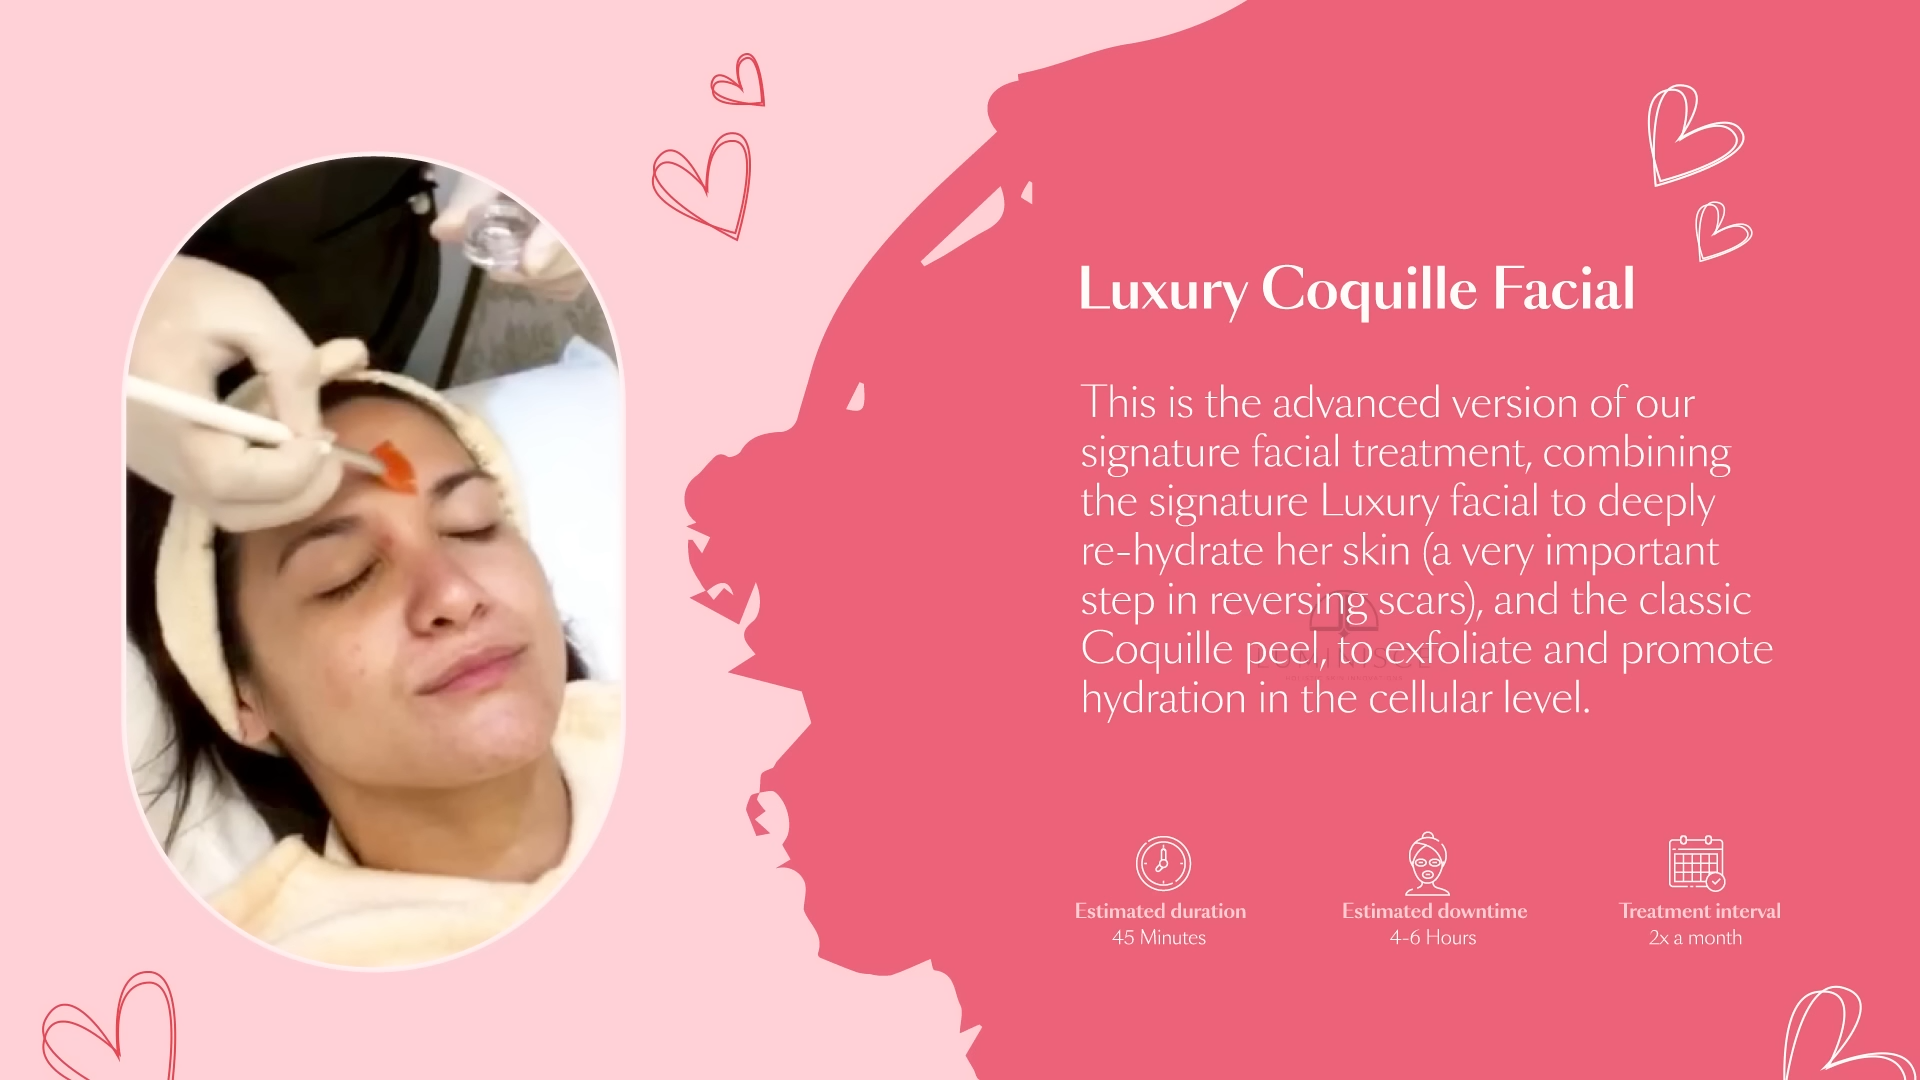 Luxury Coquille Facial
This is the advanced version of our
signature facial treatment, combining
the signature Luxury facial to deeply
re-hydrate her skin (a very important
step in reversing scars), and the classic
Coquille peel, to exfoliate and promote
hydration in the cellular level.
Estimated duration
45 Minutes
Estimated downtime
4-6 Hours
Treatment interval
2x a month